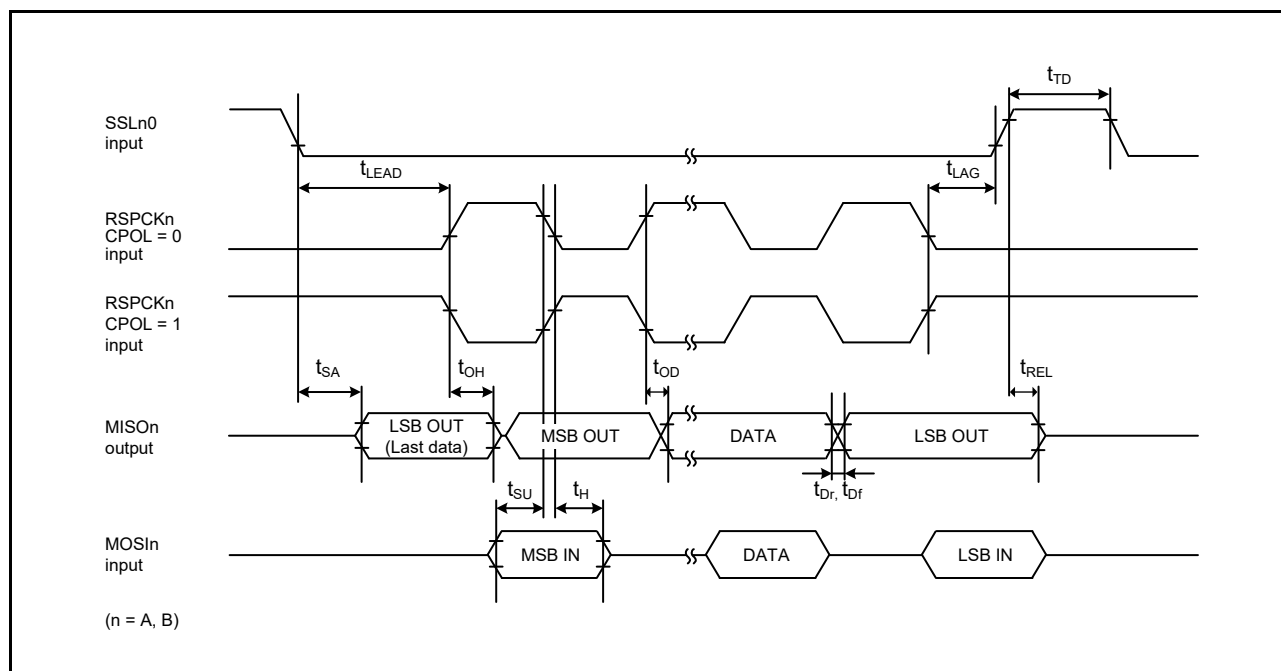 SSLn0
input
tTD
tLEAD
tLAG
RSPCKn
CPOL = 0
input
RSPCKn
CPOL = 1
input
tSA
tOH
tOD
tREL
MISOn
output
LSB OUT
(Last data)
MSB OUT
DATA
LSB OUT
tSU
tH
tDr, tDf
MOSIn
input
MSB IN
DATA
LSB IN
(n = A, B)